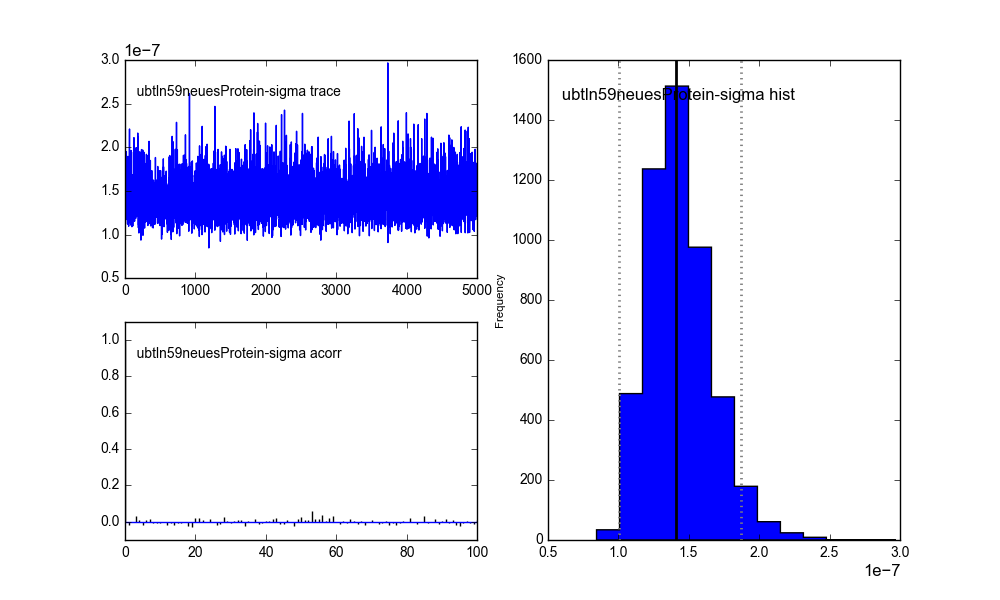 1e−7
3.0
2.5
2.0
1.5
1.0
0.5
ubtln59neuesProtein-sigma trace
0 1000 2000 3000 4000 5000
1.0
0.8
0.6
0.4
0.2
0.0
ubtln59neuesProtein-sigma acorr
0 20 40 60 80 100
1600
1400
1200
1000
800
600
400
200
0
Frequency
ubtln59neuesProtein-sigma hist
0.5 1.0 1.5 2.0 2.5 3.0
1e−7